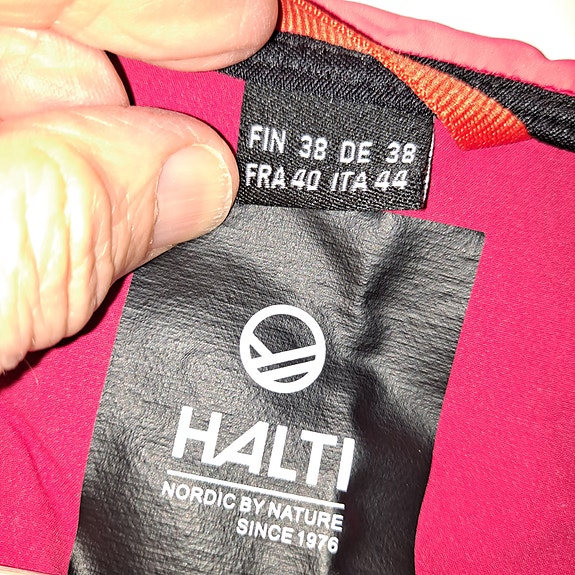 FIN 38 DE 38
FRA 40 ITA 44
HALTI
NORDIC BY NATURE
SINCE 1976